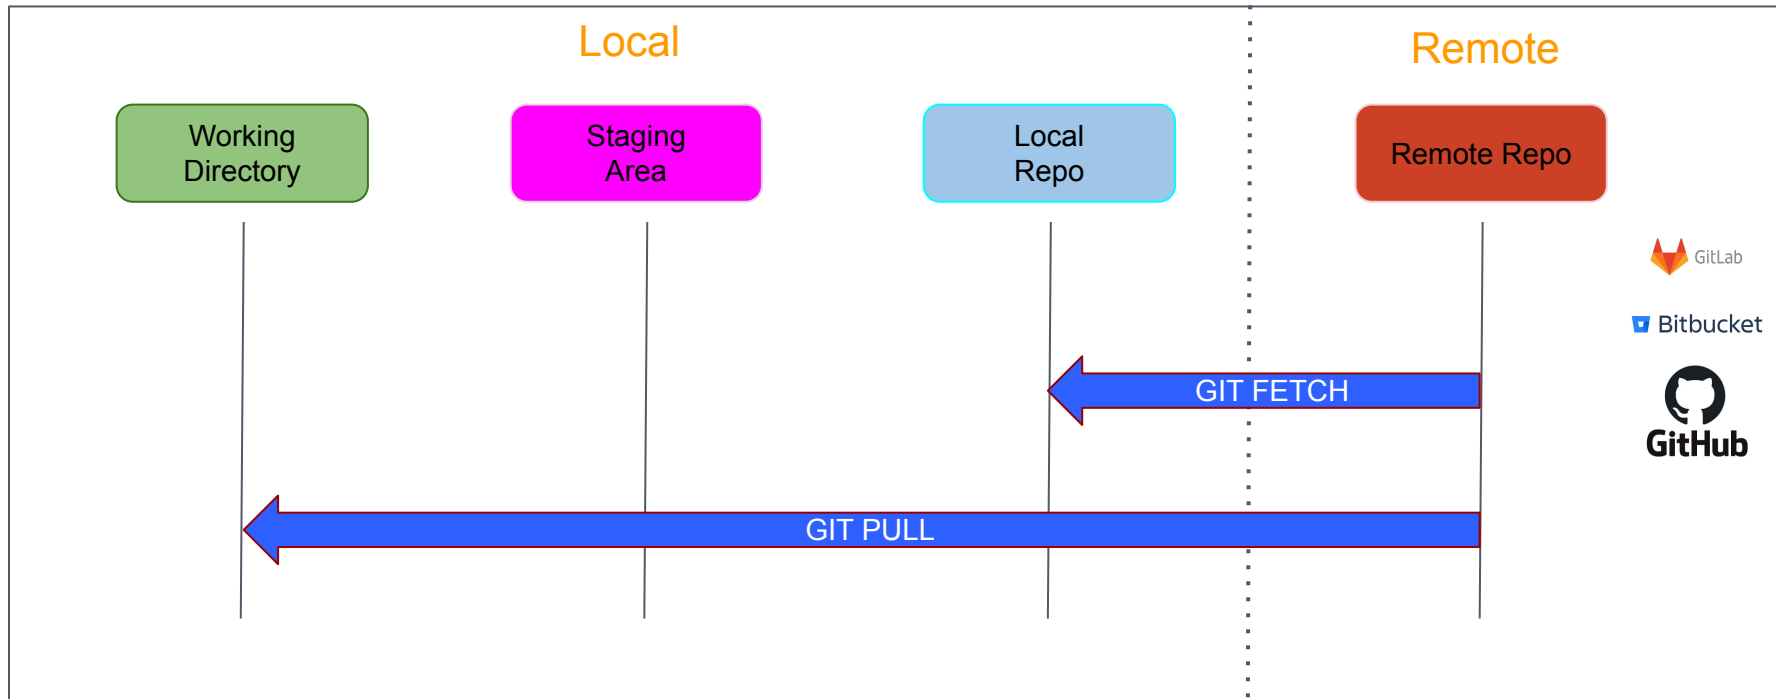 Local
Remote
Working
Directory
Staging
Area
Local
Repo
Remote Repo
GitLab
Bitbucket
GIT FETCH
GitHub
GIT PULL